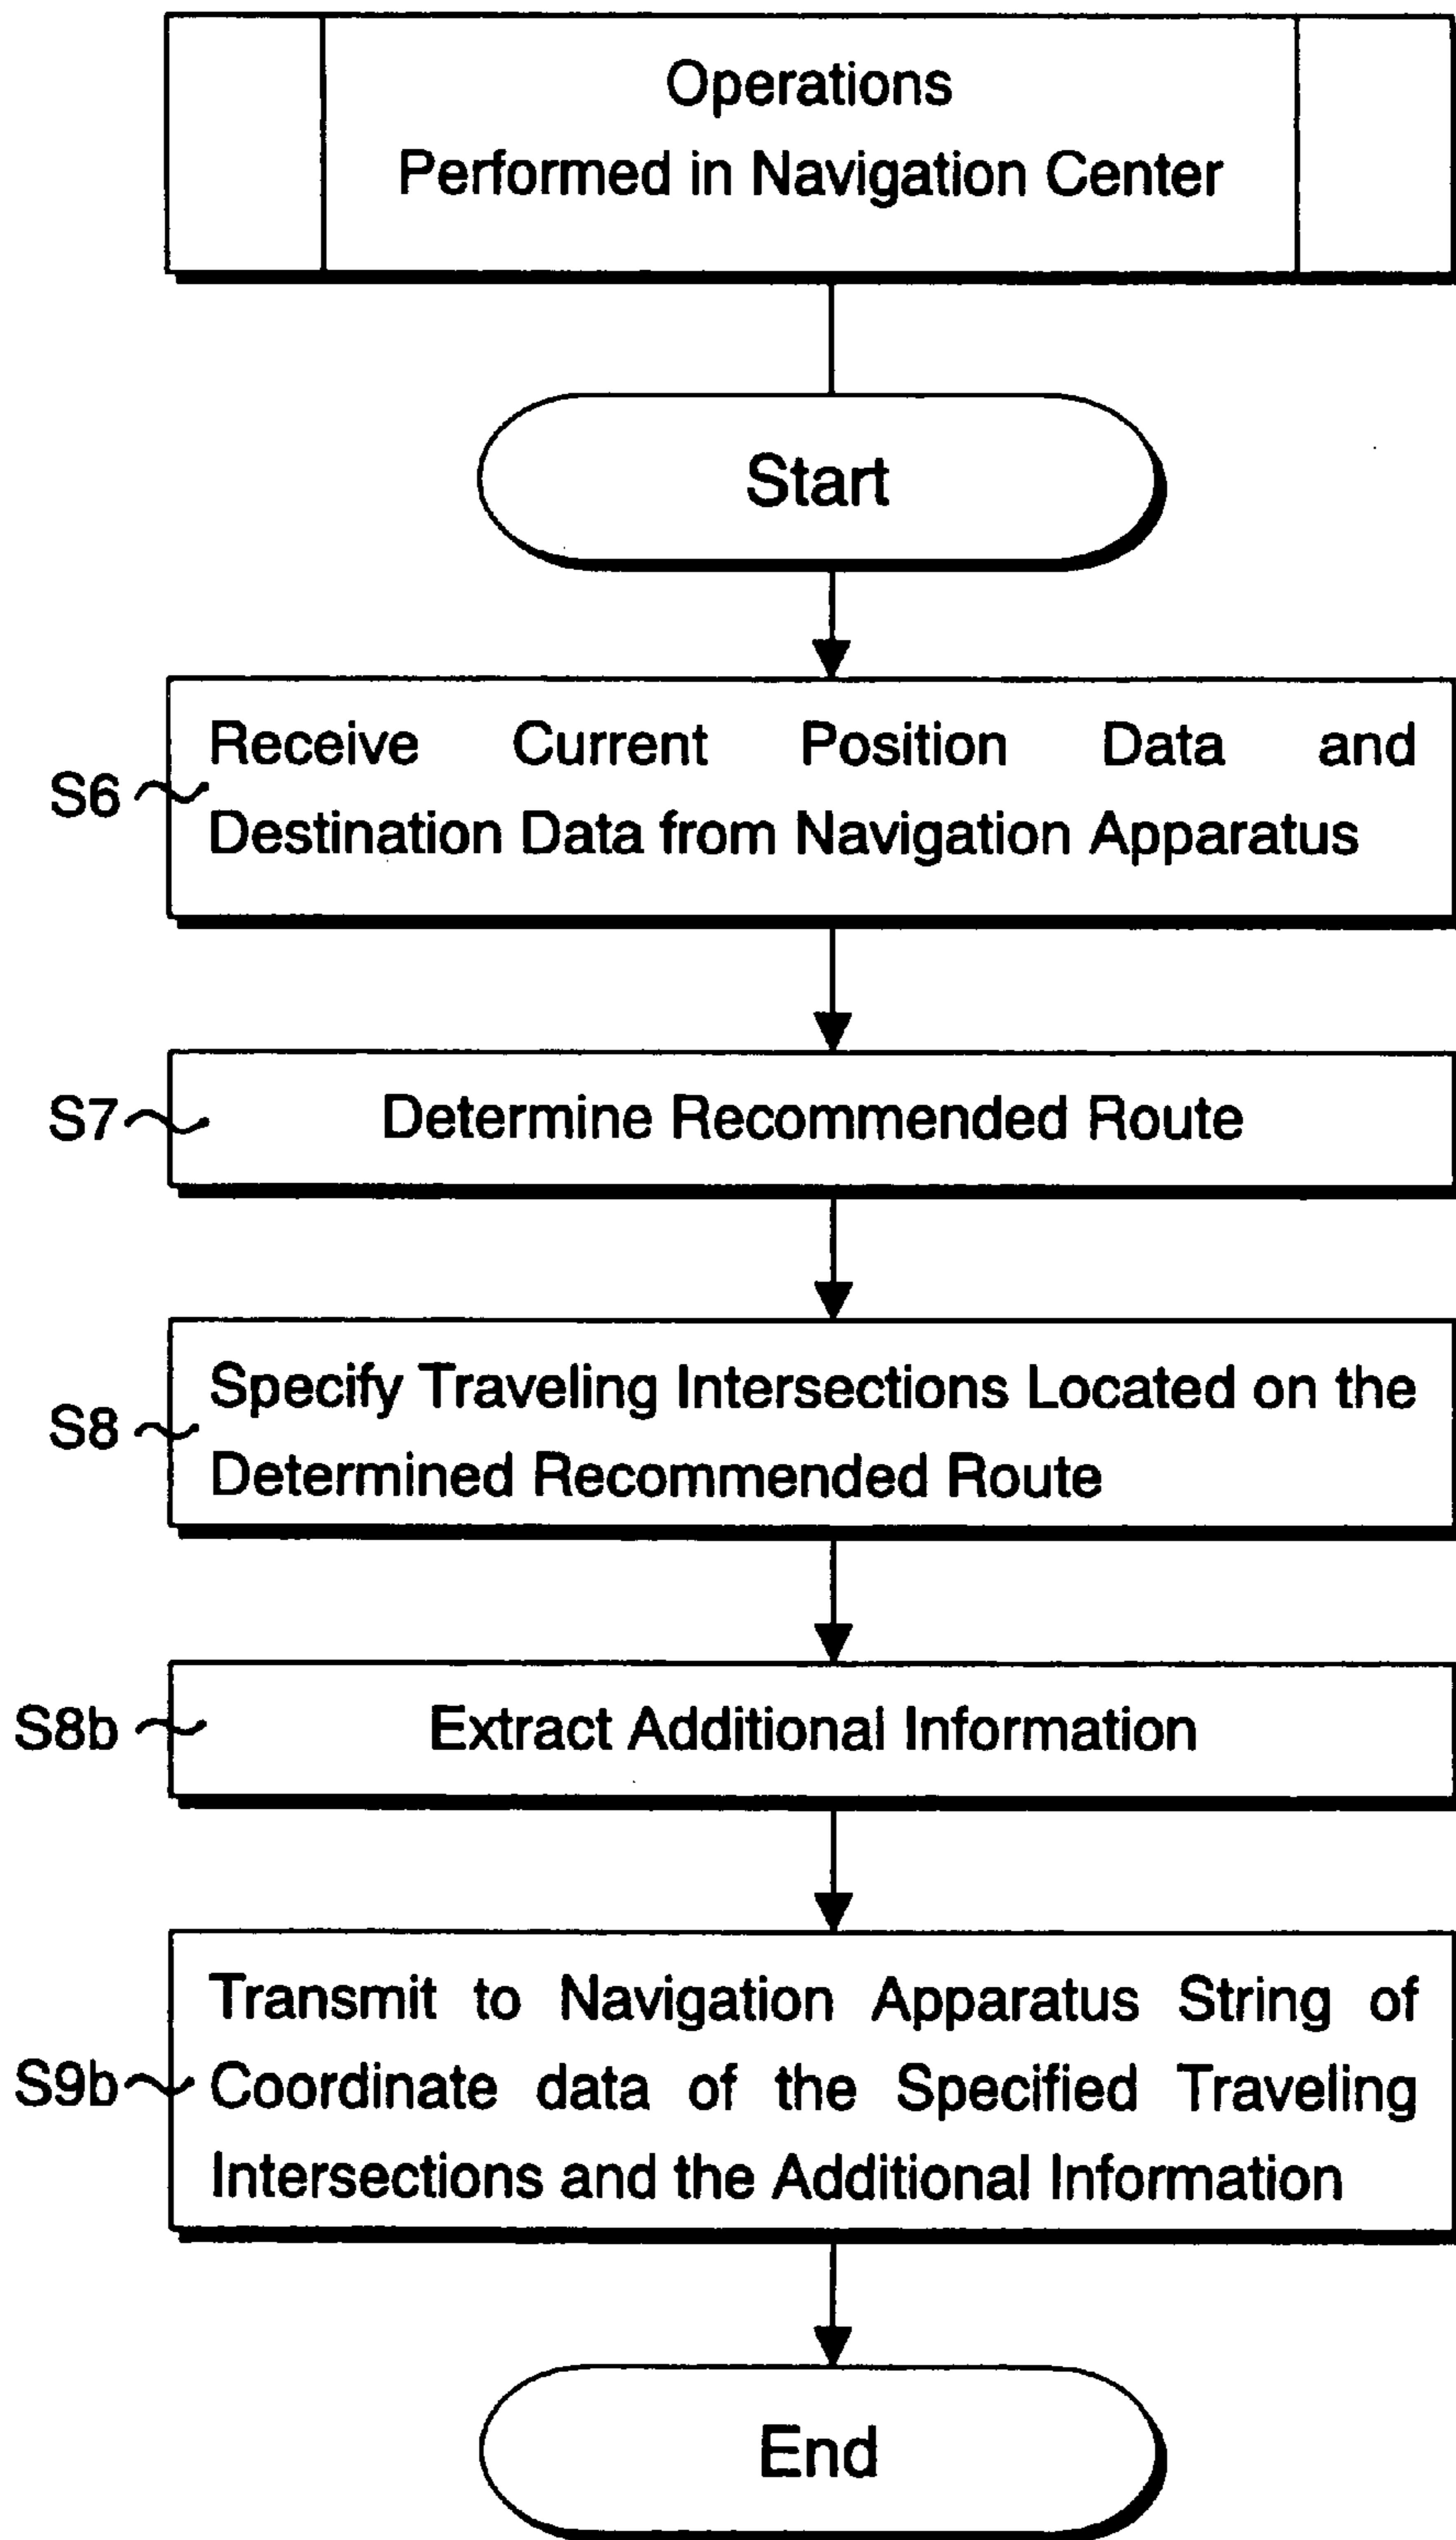 Operations
Performed in Navigation Center
Start
S6
Receive Current Position Data and
Destination Data from Navigation Apparatus
S7
Determine Recommended Route
S8
Specify Traveling Intersections Located on the
Determined Recommended Route
S8b
Extract Additional Information
S9b
Transmit to Navigation Apparatus String of
Coordinate data of the Specified Traveling
Intersections and the Additional Information
End